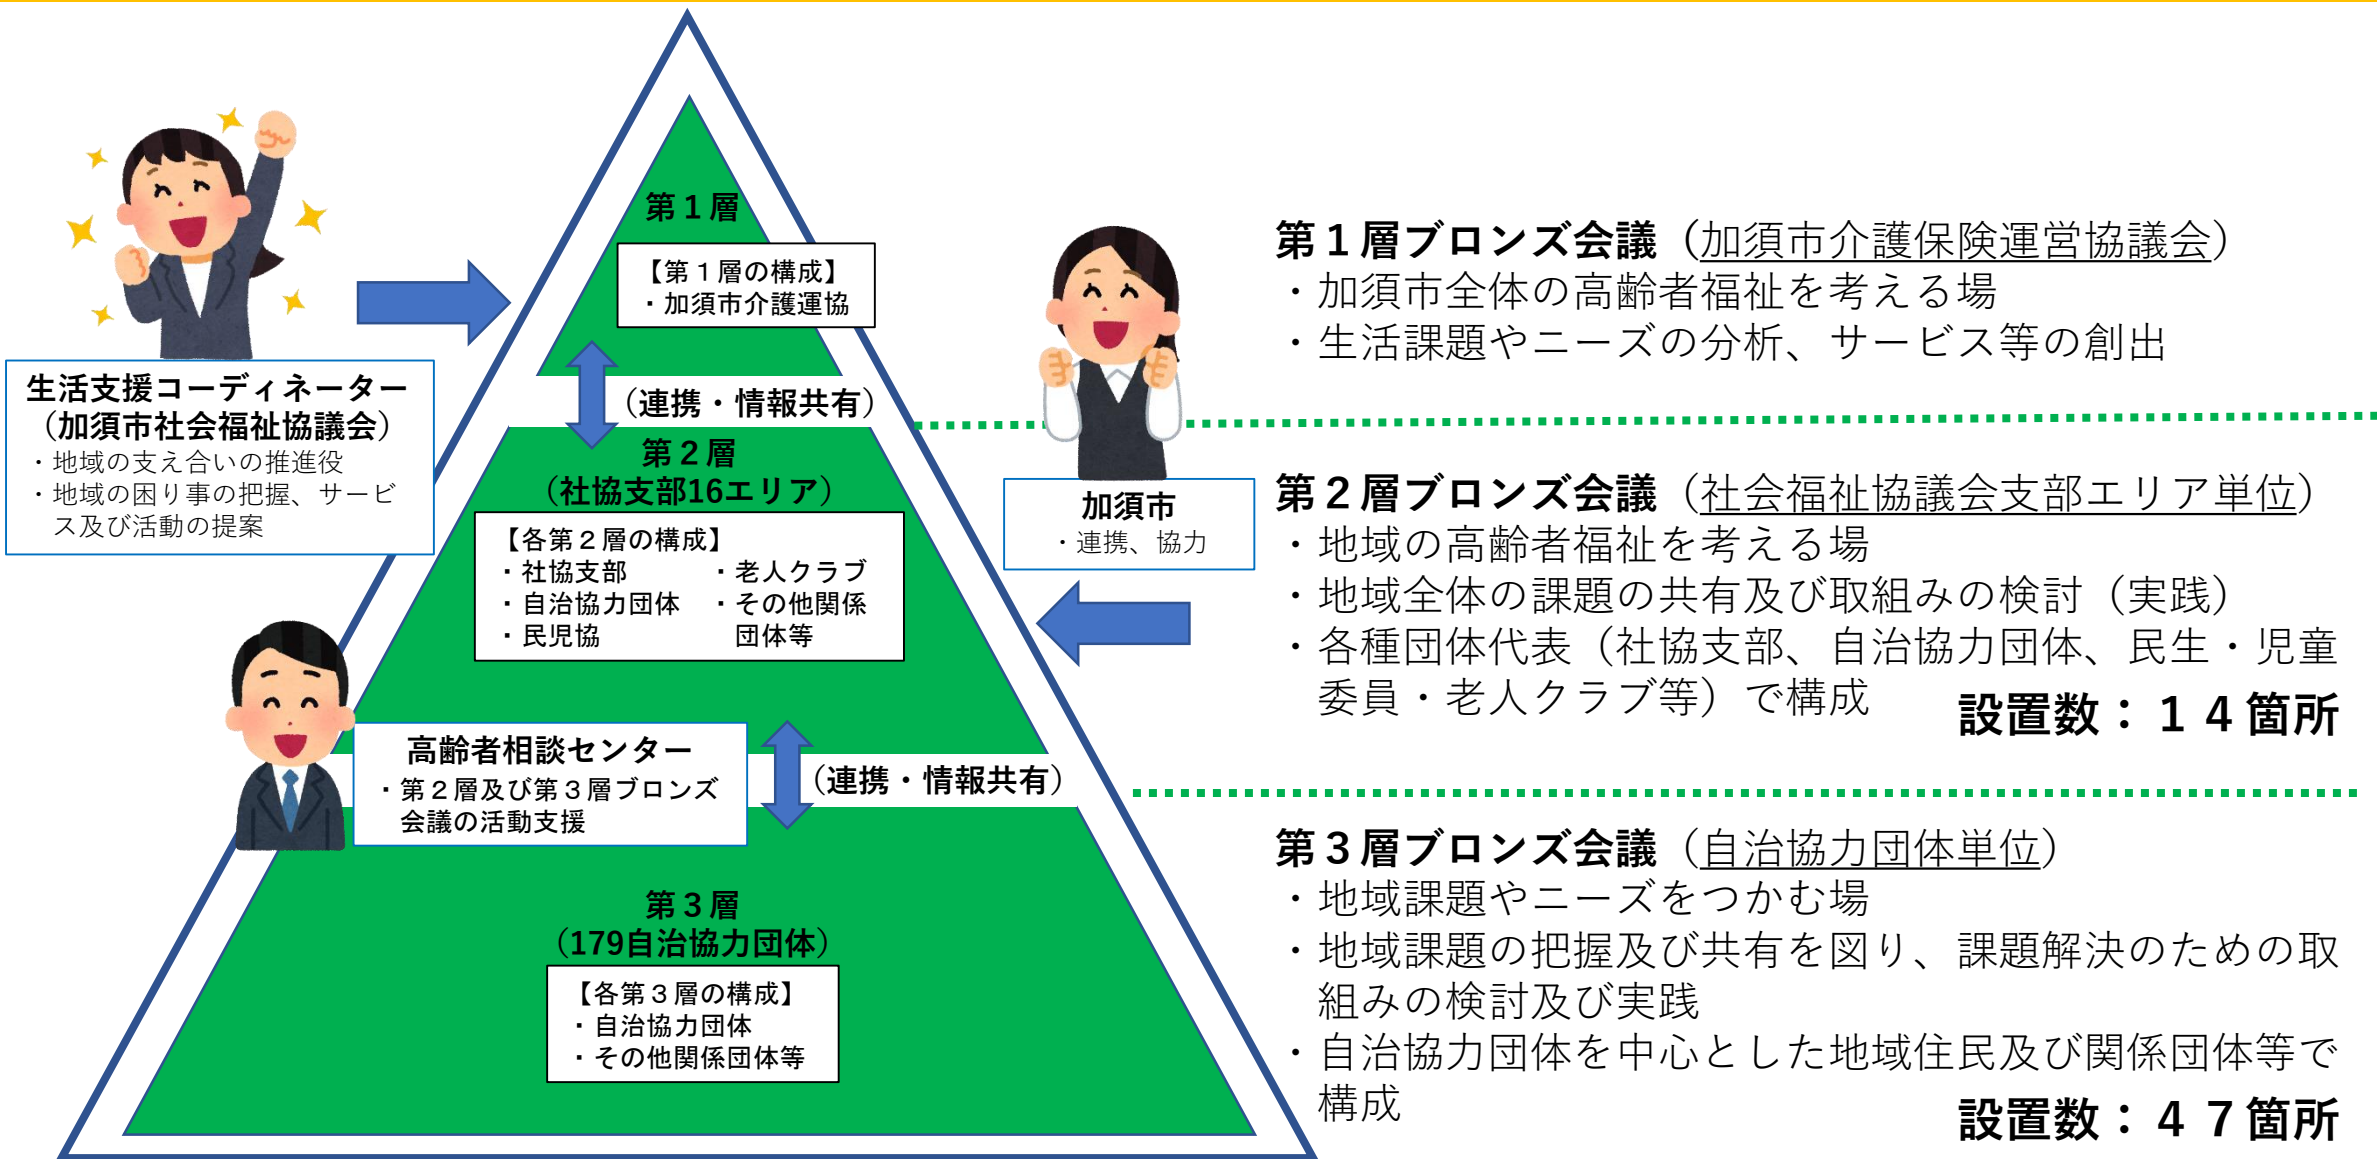 第１層
【第１層の構成】
・加須市介護運協
（連携・情報共有）
第２層
（社協支部16エリア）
【各第２層の構成】
・社協支部
・自治協力団体
・民児協
・老人クラブ
・その他関係
団体等
（連携・情報共有）
第３層
（179自治協力団体）
【各第３層の構成】
・自治協力団体
・その他関係団体等
生活支援コーディネーター
（加須市社会福祉協議会）
・地域の支え合いの推進役
・地域の困り事の把握、サービ
ス及び活動の提案
高齢者相談センター
・第２層及び第３層ブロンズ
会議の活動支援
加須市
・連携、協力
第１層ブロンズ会議（加須市介護保険運営協議会）
・加須市全体の高齢者福祉を考える場
・生活課題やニーズの分析、サービス等の創出
第２層ブロンズ会議（社会福祉協議会支部エリア単位）
・地域の高齢者福祉を考える場
・地域全体の課題の共有及び取組みの検討（実践）
・各種団体代表（社協支部、自治協力団体、民生・児童
委員・老人クラブ等）で構成
設置数：１４箇所
第３層ブロンズ会議（自治協力団体単位）
・地域課題やニーズをつかむ場
・地域課題の把握及び共有を図り、課題解決のための取
組みの検討及び実践
・自治協力団体を中心とした地域住民及び関係団体等で
構成
設置数：４７箇所